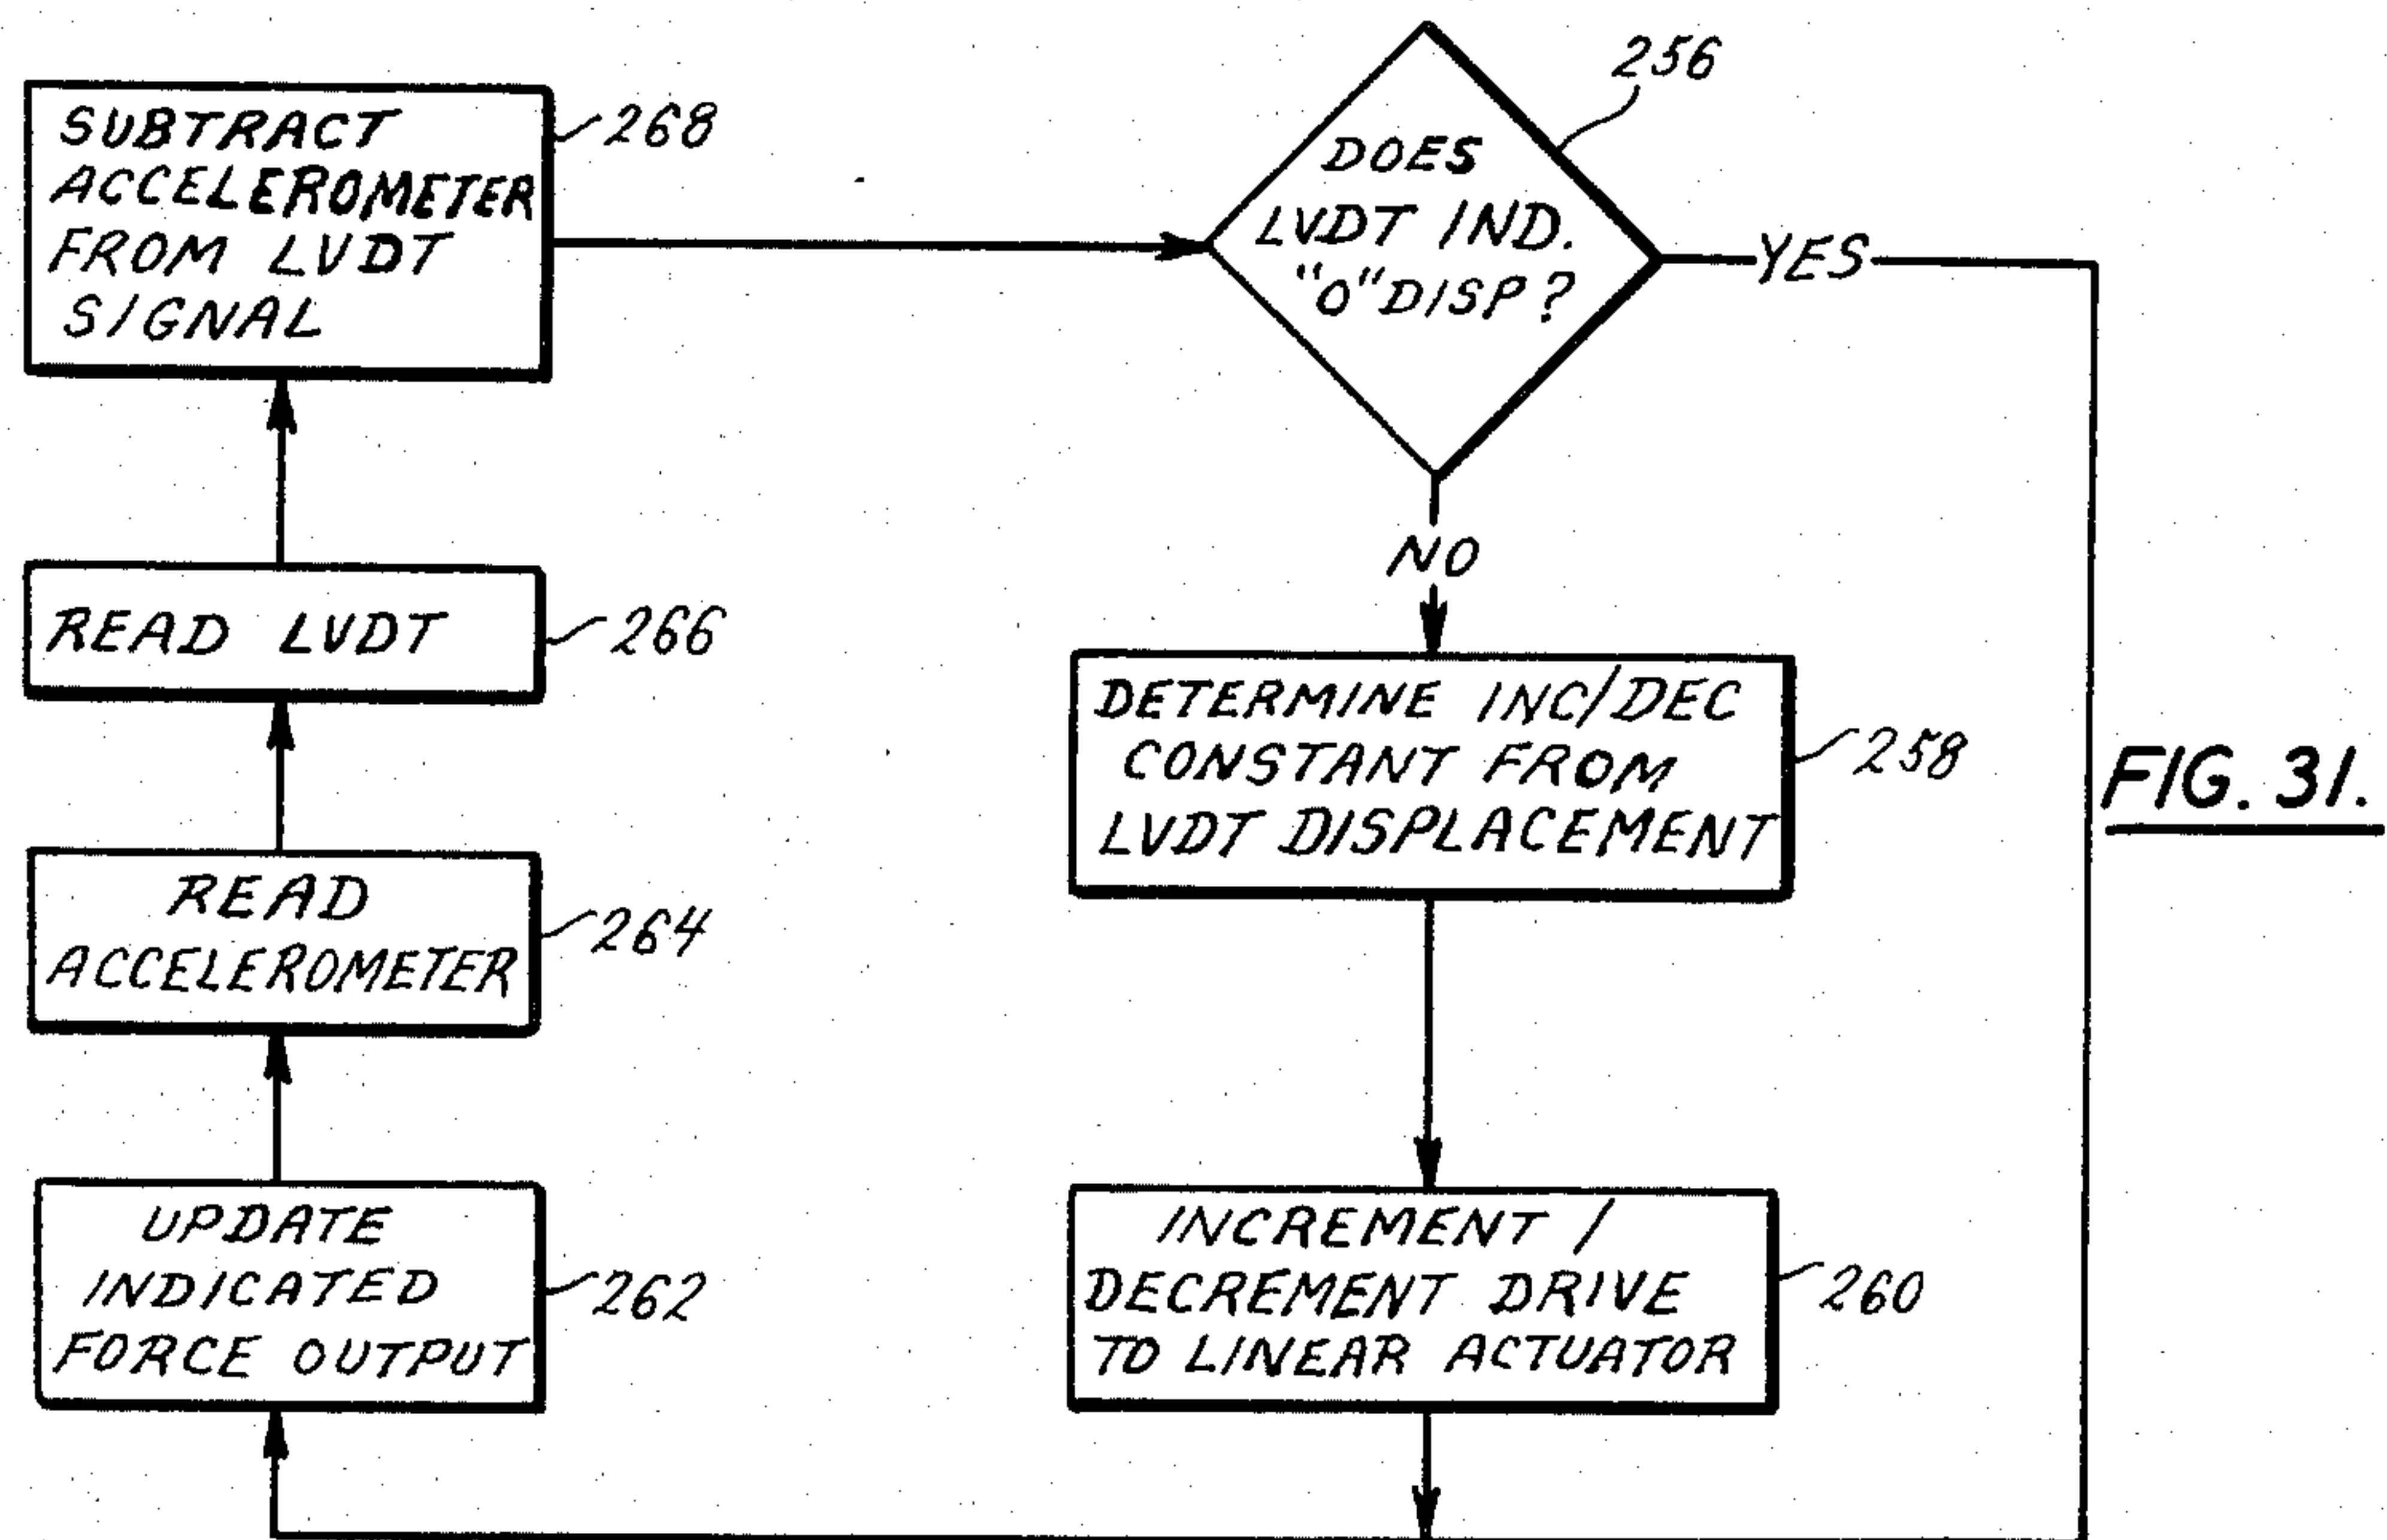 SUBTRACT
ACCELEROMETER
FROM LVDT
SIGNAL
268
256
DOES
LVDT IND.
"0" DISP?
YES
NO
READ LVDT
266
DETERMINE INC/DEC
CONSTANT FROM
LVDT DISPLACEMENT
258
FIG. 31.
READ
ACCELEROMETER
264
UPDATE
INDICATED
FORCE OUTPUT
262
INCREMENT /
DECREMENT DRIVE
TO LINEAR ACTUATOR
260